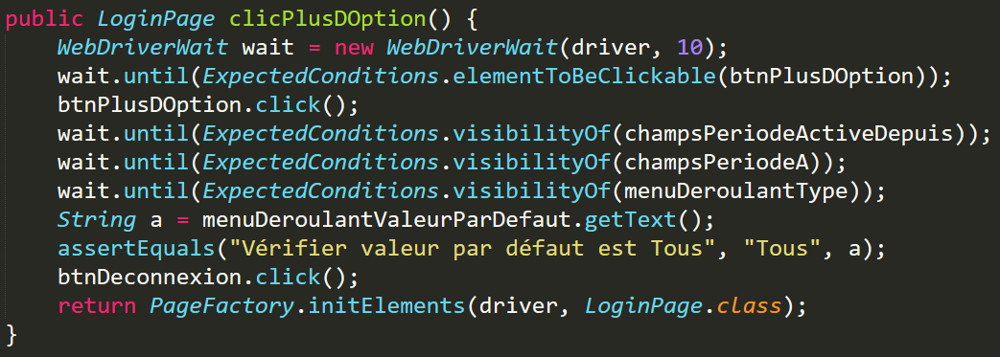 public LoginPage clicPlusDOption() {
WebDriverWait wait = new WebDriverWait(driver, 10);
wait.until(ExpectedConditions.elementToBeClickable(btnPlusDOption));
btnPlusDOption.click();
wait.until(ExpectedConditions.visibilityOf(champsPeriodeActiveDepuis));
wait.until(ExpectedConditions.visibilityOf(champsPeriodeA));
wait.until(ExpectedConditions.visibilityOf(menuDeroulantType));
String a = menuDeroulantValeurParDefaut.getText();
assertEquals("Vérifier valeur par défaut est Tous", "Tous", a);
btnDeconnexion.click();
return PageFactory.initElements(driver, LoginPage.class);
}